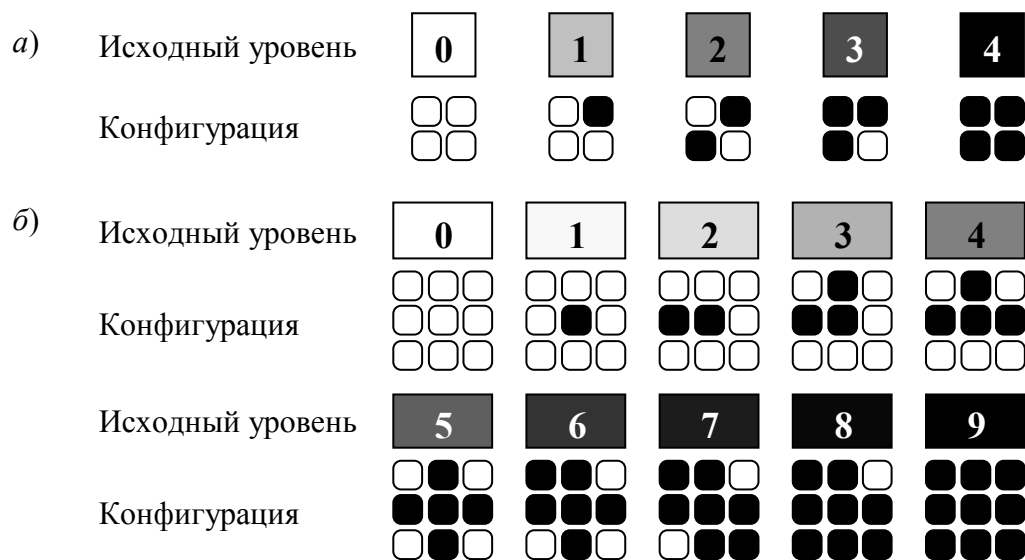 а) Исходный уровень 0 1 2 3 4
Конфигурация
б) Исходный уровень 0 1 2 3 4
Конфигурация
Исходный уровень 5 6 7 8 9
Конфигурация